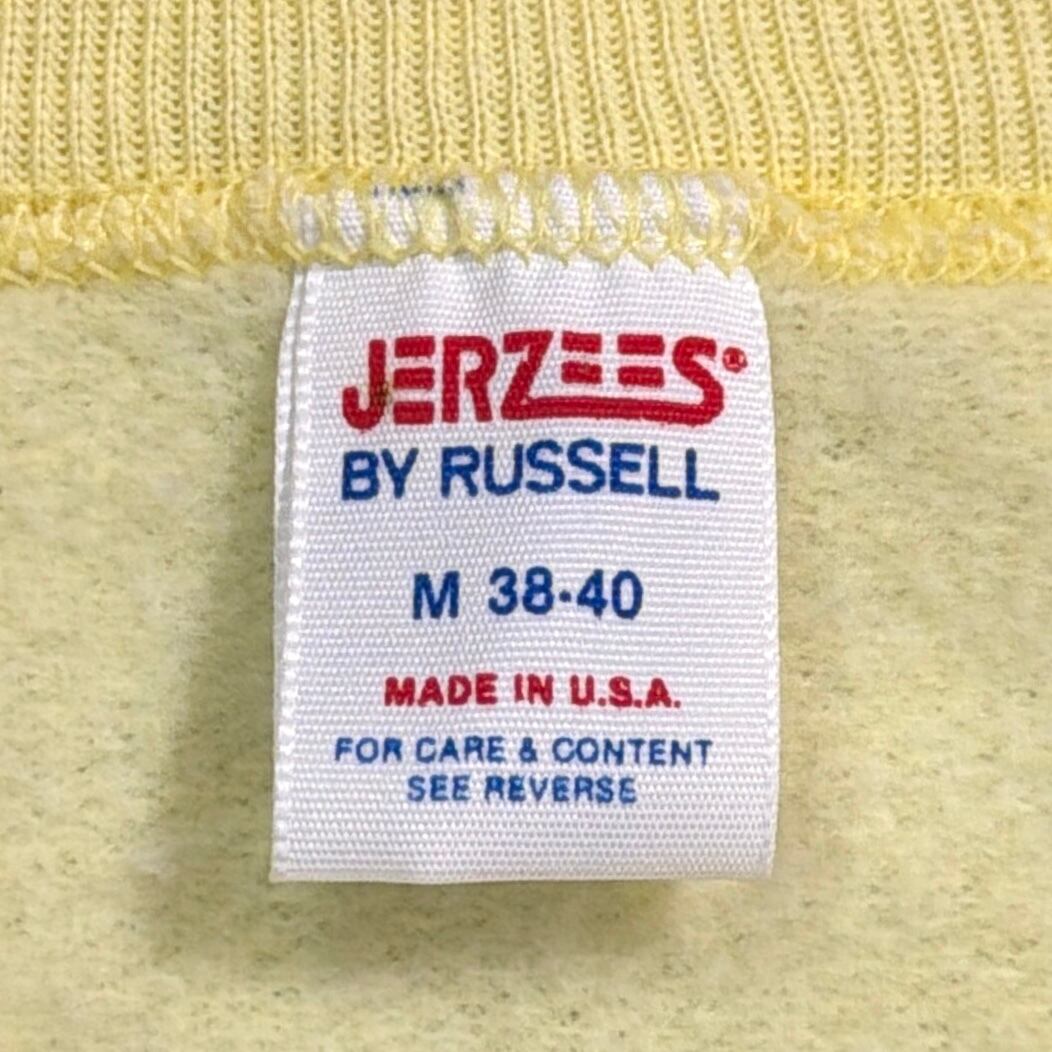 JERZEES®
BY RUSSELL
M 38-40
MADE IN U.S.A.
FOR CARE & CONTENT
SEE REVERSE